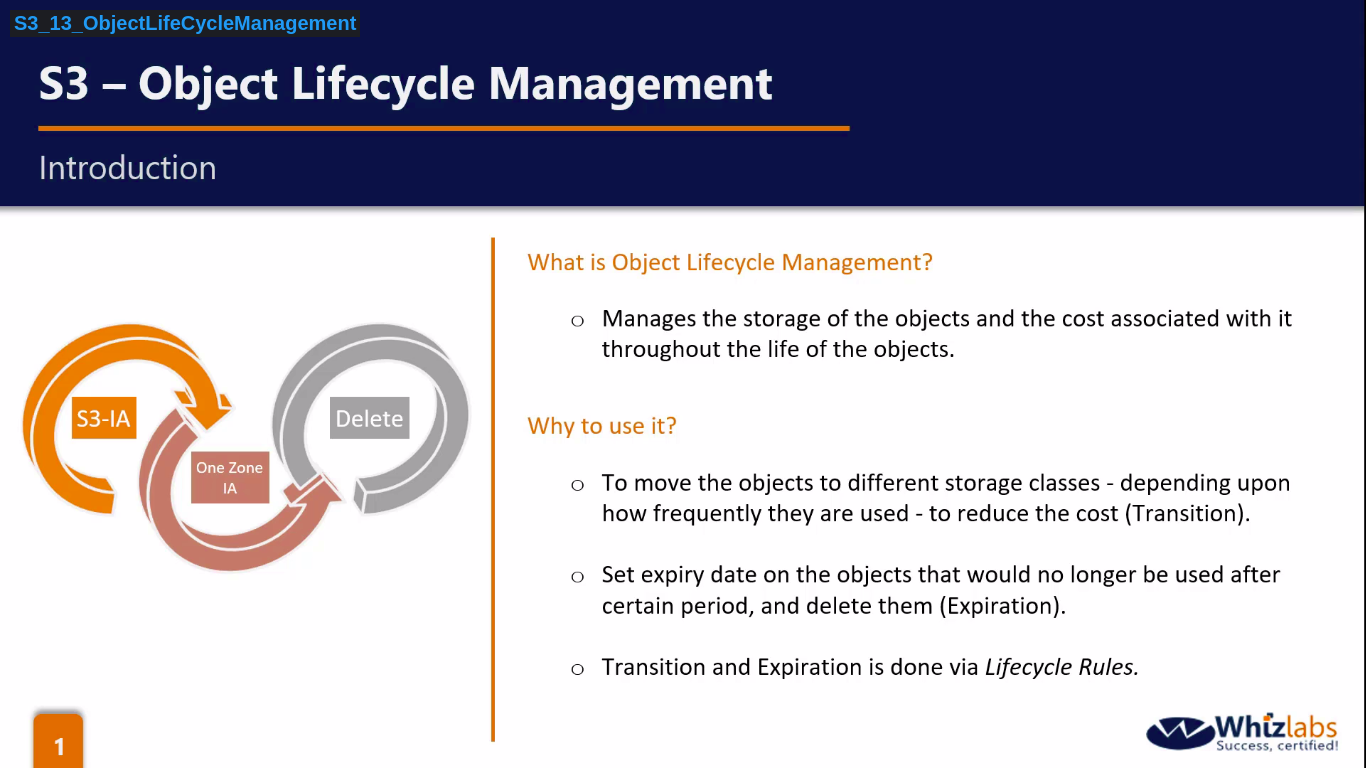 S3_13_ObjectLifeCycleManagement
S3 – Object Lifecycle Management
Introduction
S3-IA
One Zone
IA
Delete
What is Object Lifecycle Management?
○ Manages the storage of the objects and the cost associated with it
throughout the life of the objects.
Why to use it?
○ To move the objects to different storage classes - depending upon
how frequently they are used - to reduce the cost (Transition).
○ Set expiry date on the objects that would no longer be used after
certain period, and delete them (Expiration).
○ Transition and Expiration is done via Lifecycle Rules.
1
Whizlabs
Success, certified!